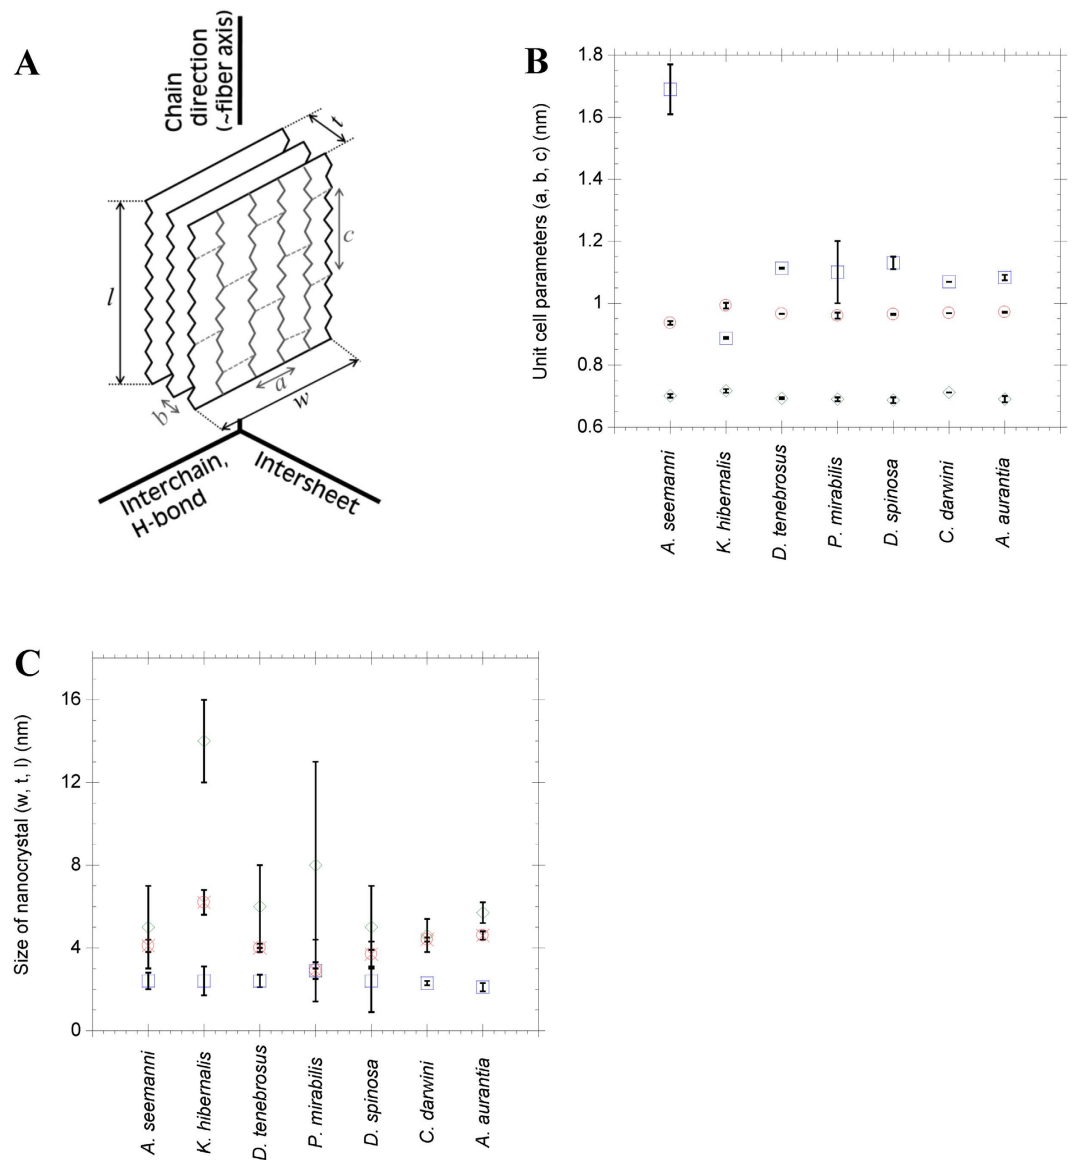 A
Chain
direction
(~fiber axis)
t
l
c
a
b
w
Interchain,
H-bond
Intersheet
B
Unit cell parameters (a, b, c) (nm)
1.8
1.6
1.4
1.2
1
0.8
0.6
A. seemanni
K. hibernalis
D. tenebrosus
P. mirabilis
D. spinosa
C. darwini
A. aurantia
C
Size of nanocrystal (w, t, l) (nm)
16
12
8
4
0
A. seemanni
K. hibernalis
D. tenebrosus
P. mirabilis
D. spinosa
C. darwini
A. aurantia